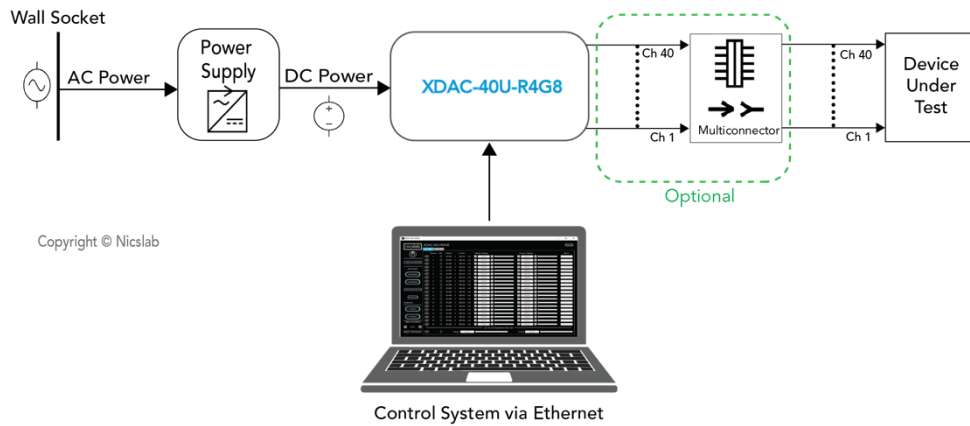 Wall Socket
AC Power
Power
Supply
DC Power
XDAC-40U-R4G8
Ch 40
Ch 1
Multiconnector
Optional
Ch 40
Ch 1
Device
Under
Test
Copyright © Nicslab
Control System via Ethernet